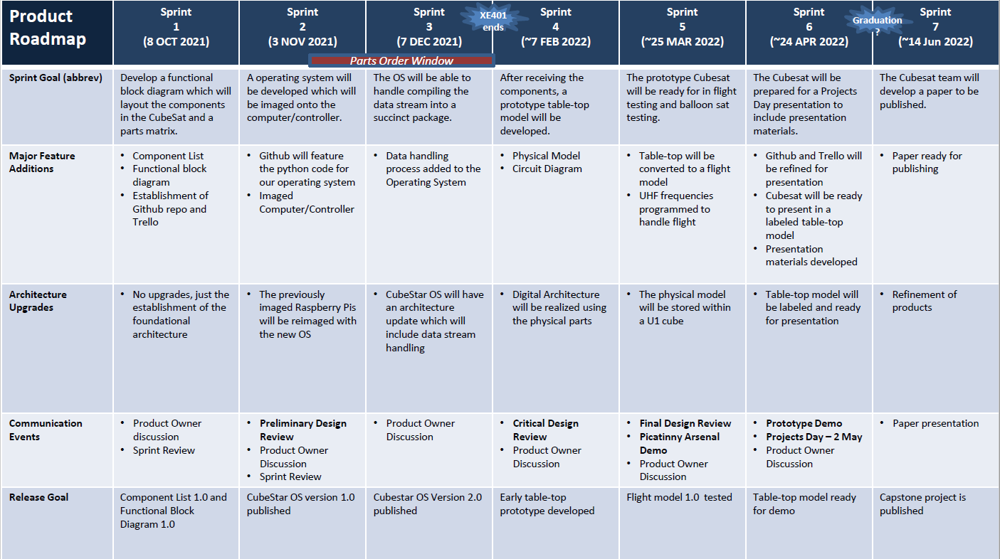 Product
Roadmap
Sprint
1
(8 OCT 2021)
Sprint
2
(3 NOV 2021)
Sprint
3
(7 DEC 2021)
XE401
ends
Sprint
4
(~7 FEB 2022)
Sprint
5
(~25 MAR 2022)
Sprint
6
(~24 APR 2022)
Graduation
?
Sprint
7
(~14 Jun 2022)
Parts Order Window
Sprint Goal (abbrev)
Develop a functional
block diagram which will
layout the components
in the CubeSat and a
parts matrix.
A operating system will
be developed which will
be imaged onto the
computer/controller.
The OS will be able to
handle compiling the
data stream into a
succinct package.
After receiving the
components, a
prototype table-top
model will be
developed.
The prototype Cubesat
will be ready for in flight
testing and balloon sat
testing.
The Cubesat will be
prepared for a Projects
Day presentation to
include presentation
materials.
The Cubesat team will
develop a paper to be
published.
Major Feature
Additions
• Component List
• Functional block
diagram
• Establishment of
Github repo and
Trello
• Github will feature
the python code for
our operating system
• Imaged
Computer/Controller
• Data handling
process added to the
Operating System
• Physical Model
• Circuit Diagram
• Table-top will be
converted to a flight
model
• UHF frequencies
programmed to
handle flight
• Github and Trello will
be refined for
presentation
• Cubesat will be ready
to present in a
labeled table-top
model
• Presentation
materials developed
• Paper ready for
publishing
Architecture
Upgrades
• No upgrades, just the
establishment of the
foundational
architecture
• The previously
imaged Raspberry Pis
will be reimaged with
the new OS
• CubeStar OS will have
an architecture
update which will
include data stream
handling
• Digital Architecture
will be realized using
the physical parts
• The physical model
will be stored within
a U1 cube
• Table-top model will
be labeled and ready
for presentation
• Refinement of
products
Communication
Events
• Product Owner
discussion
• Sprint Review
• Preliminary Design
Review
• Product Owner
Discussion
• Sprint Review
• Product Owner
Discussion
• Critical Design
Review
• Product Owner
Discussion
• Final Design Review
• Picatinny Arsenal
Demo
• Product Owner
Discussion
• Prototype Demo
• Projects Day – 2 May
• Product Owner
Discussion
• Paper presentation
Release Goal
Component List 1.0 and
Functional Block
Diagram 1.0
CubeStar OS version 1.0
published
Cubestar OS Version 2.0
published
Early table-top
prototype developed
Flight model 1.0 tested
Table-top model ready
for demo
Capstone project is
published